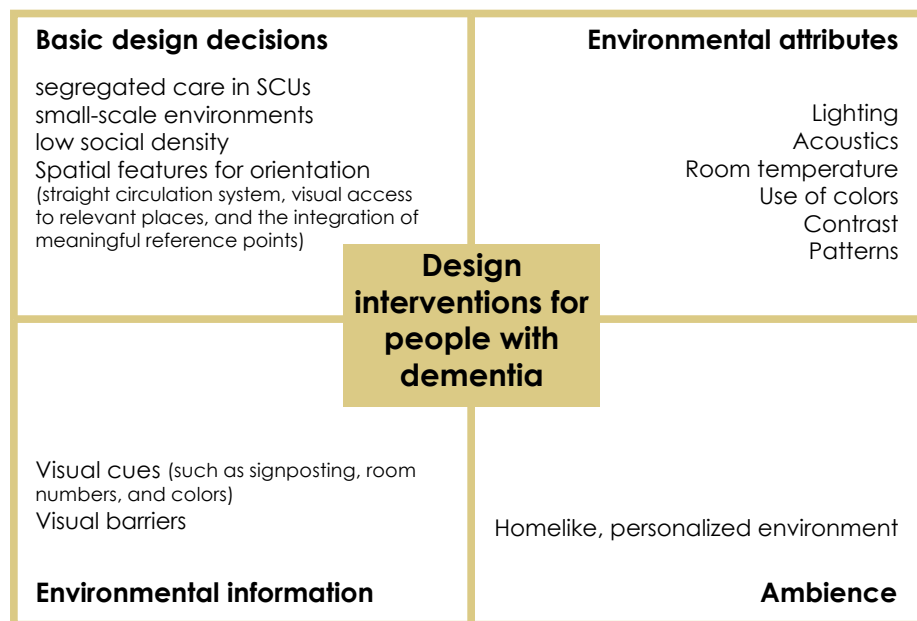 Basic design decisions
segregated care in SCUs
small-scale environments
low social density
Spatial features for orientation
(straight circulation system, visual access
to relevant places, and the integration of
meaningful reference points)
Environmental attributes
Lighting
Acoustics
Room temperature
Use of colors
Contrast
Patterns
Design
interventions for
people with
dementia
Visual cues (such as signposting, room
numbers, and colors)
Visual barriers
Environmental information
Homelike, personalized environment
Ambience